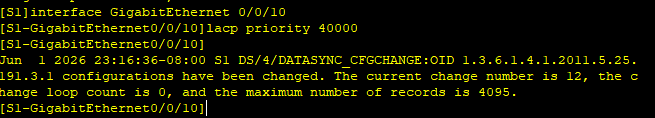 [S1]interface GigabitEthernet 0/0/10
[S1-GigabitEthernet0/0/10]lacp priority 40000
[S1-GigabitEthernet0/0/10]
Jun  1 2026 23:16:36-08:00 S1 DS/4/DATASYNC_CFGCHANGE:OID 1.3.6.1.4.1.2011.5.25.
191.3.1 configurations have been changed. The current change number is 12, the c
hange loop count is 0, and the maximum number of records is 4095.
[S1-GigabitEthernet0/0/10]